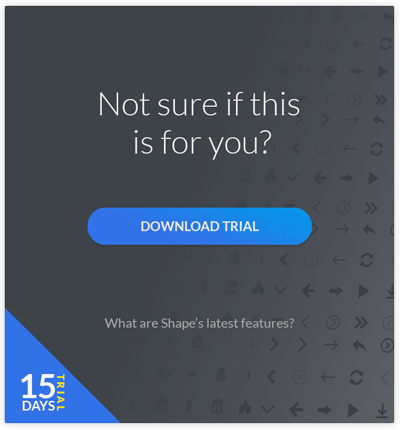 Not sure if this
is for you?
DOWNLOAD TRIAL
What are Shape's latest features?
15
DAYS
TRIAL